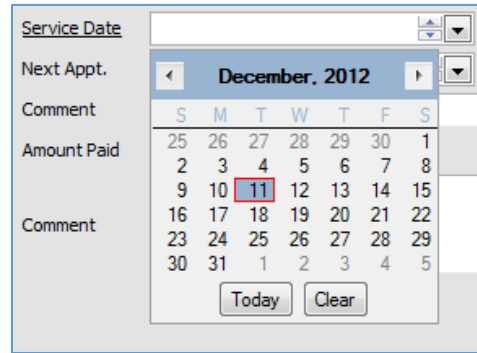 Service Date
Next Appt.
December, 2012
Comment
S M T W T F S
Amount Paid
25 26 27 28 29 30 1
2 3 4 5 6 7 8
9 10 11 12 13 14 15
Comment
16 17 18 19 20 21 22
23 24 25 26 27 28 29
30 31 1 2 3 4 5
Today Clear